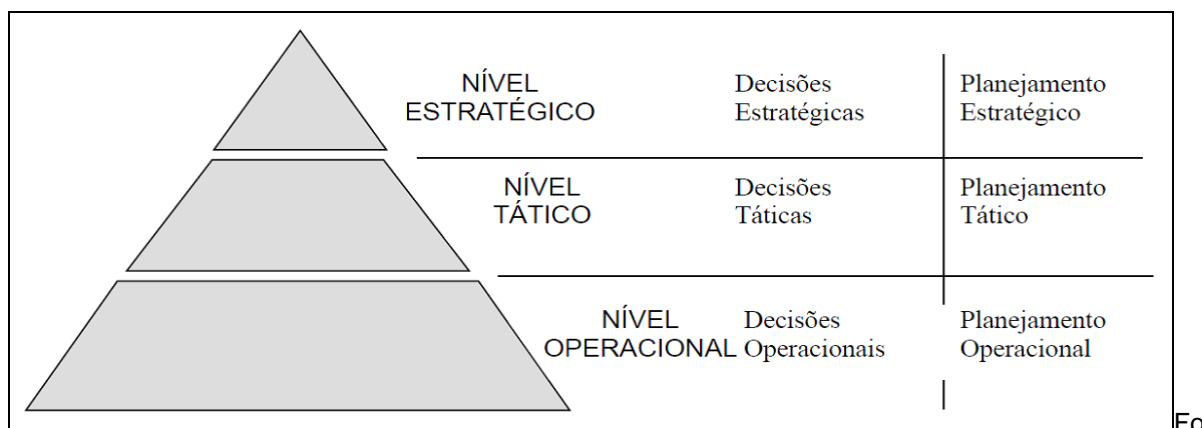 NÍVEL
ESTRATÉGICO
Decisões
Estratégicas
Planejamento
Estratégico
NÍVEL
TÁTICO
Decisões
Táticas
Planejamento
Tático
NÍVEL
OPERACIONAL
Decisões
Operacionais
Planejamento
Operacional